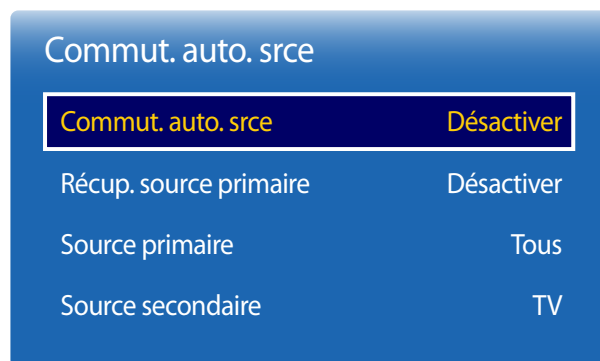 Commut. auto. srce
Commut. auto. srce Désactiver
Récup. source primaire Désactiver
Source primaire Tous
Source secondaire TV